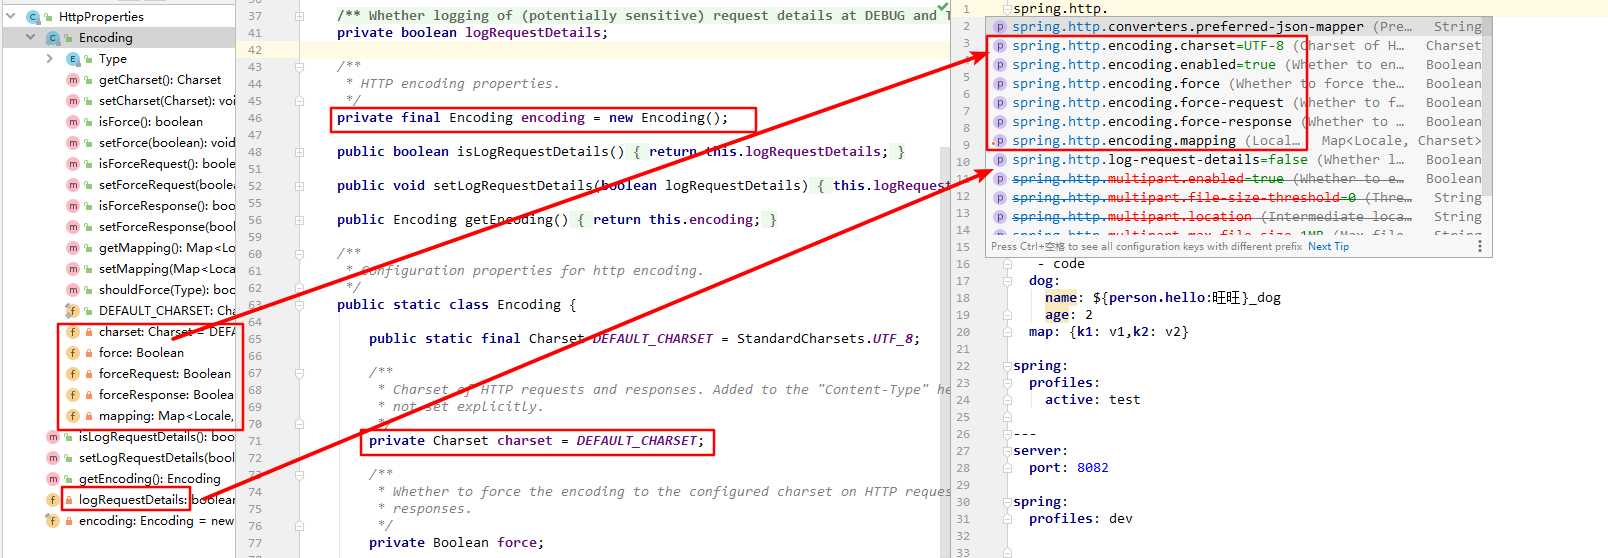 HttpProperties
Encoding
Type
getCharset(): Charset
setCharset(Charset): voi
isForce(): boolean
setForce(boolean): void
isForceRequest(): boole
setForceRequest(boolea
isForceResponse(): boo
setForceResponse(boo
getMapping(): Map<Lo
setMapping(Map<Loca
shouldForce(Type): boo
DEFAULT_CHARSET: Cha
charset: Charset = DEFA
force: Boolean
forceRequest: Boolean
forceResponse: Boolea
mapping: Map<Locale,
isLogRequestDetails(): boo
setLogRequestDetails(bool
getEncoding(): Encoding
logRequestDetails: boolean
encoding: Encoding = new
37 /** Whether logging of (potentially sensitive) request details at DEBUG and T
41 private boolean logRequestDetails;
42
43 /**
44 * HTTP encoding properties.
45 */
46 private final Encoding encoding = new Encoding();
47
48 public boolean isLogRequestDetails() { return this.logRequestDetails; }
51
52 public void setLogRequestDetails(boolean logRequestDetails) { this.logReques
55
56 public Encoding getEncoding() { return this.encoding; }
59
60 /**
61 * Configuration properties for http encoding.
62 */
63 public static class Encoding {
64
65 public static final Charset DEFAULT_CHARSET = StandardCharsets.UTF_8;
66
67 /**
68 * Charset of HTTP requests and responses. Added to the "Content-Type" he
69 * not set explicitly.
70 */
71 private Charset charset = DEFAULT_CHARSET;
72
73 /**
74 * Whether to force the encoding to the configured charset on HTTP reque
75 * responses.
76 */
77 private Boolean force;
78
1 spring.http.
2 spring.http.converters.preferred-json-mapper (Pre… String
3 spring.http.encoding.charset=UTF-8 (Charset of H… Charset
4 spring.http.encoding.enabled=true (Whether to en… Boolean
5 spring.http.encoding.force (Whether to force the… Boolean
6 spring.http.encoding.force-request (Whether to f… Boolean
7 spring.http.encoding.force-response (Whether to … Boolean
8 spring.http.encoding.mapping (Local… Map<Locale, Charset>
9
10 spring.http.log-request-details=false (Whether l… Boolean
11 spring.http.multipart.enabled=true (Whether to e… Boolean
12 spring.http.multipart.file-size-threshold=0 (Thre… String
13 spring.http.multipart.location (Intermediate loca… String
14 spring.http.multipart.max-file-size=1MB (Max file… String
15 Press Ctrl+空格 to see all configuration keys with different prefix Next Tip
16 - code
17 dog:
18 name: ${person.hello:旺旺}_dog
19 age: 2
20 map: {k1: v1,k2: v2}
21
22 spring:
23 profiles:
24 active: test
25
26 ---
27 server:
28 port: 8082
29
30 spring:
31 profiles: dev
32
33